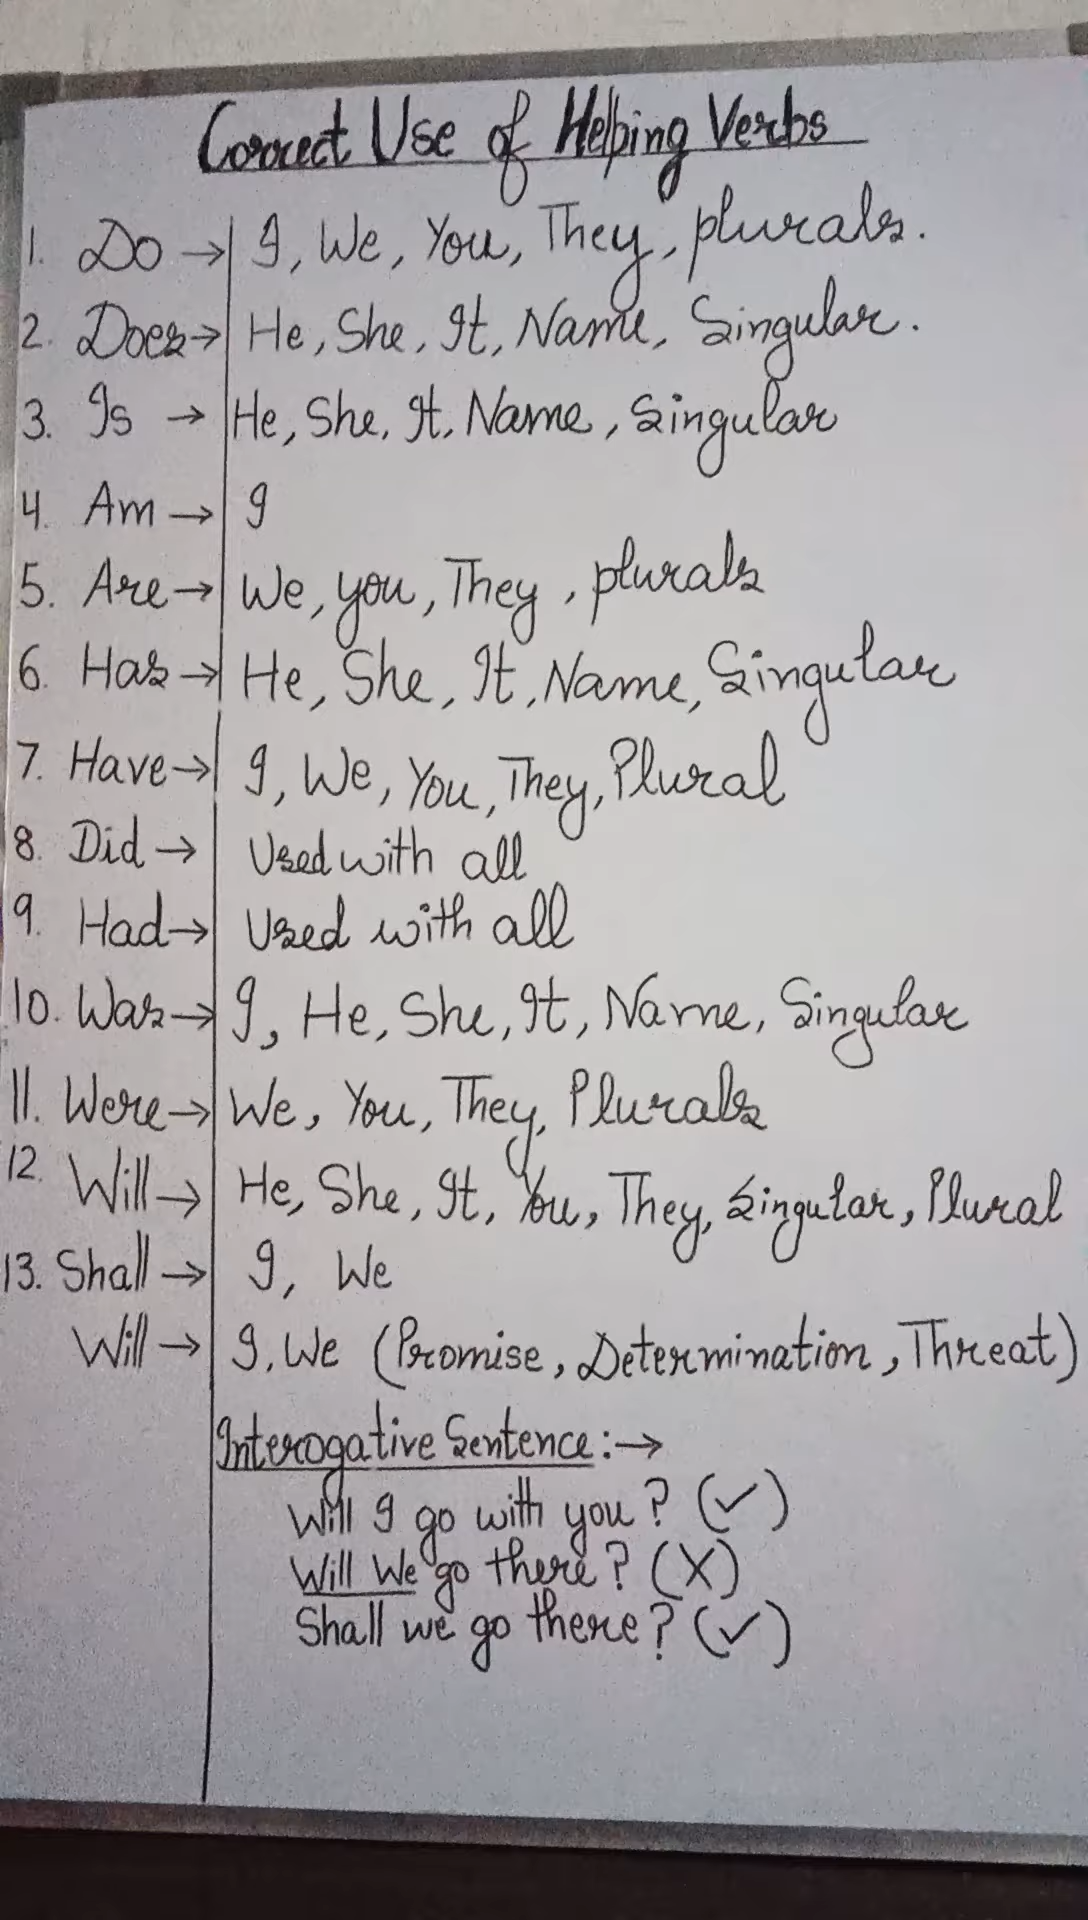 Correct Use of Helping Verbs
1. Do → I, We, You, They, plurals.
2. Does → He, She, It, Name, Singular.
3. Is → He, She, It, Name, Singular
4. Am → I
5. Are → We, you, They, plurals
6. Has → He, She, It, Name, Singular
7. Have → I, We, You, They, Plural
8. Did → Used with all
9. Had → Used with all
10. Was → I, He, She, It, Name, Singular
11. Were → We, You, They, Plurals
12. Will → He, She, It, You, They, Singular, Plural
13. Shall → I, We
Will → I, We (Promise, Determination, Threat)
Interogative Sentence:→
Will I go with you? (✓)
Will We go there? (X)
Shall we go there? (✓)